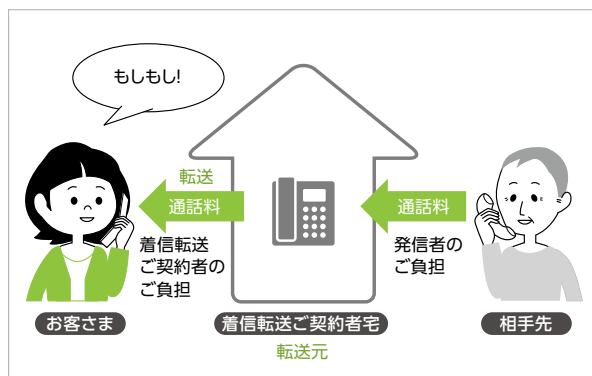 もしもし!
転送
通話料
着信転送
ご契約者の
ご負担
通話料
発信者の
ご負担
お客さま
着信転送ご契約者宅
相手先
転送元